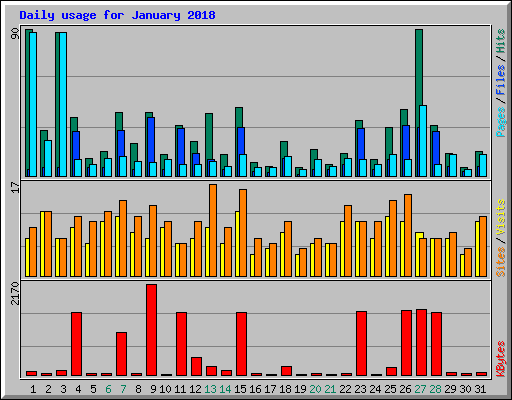 Daily usage for January 2018
90
Pages / Files / Hits
17
Sites / Visits
2170
KBytes
1 2 3 4 5 6 7 8 9 10 11 12 13 14 15 16 17 18 19 20 21 22 23 24 25 26 27 28 29 30 31